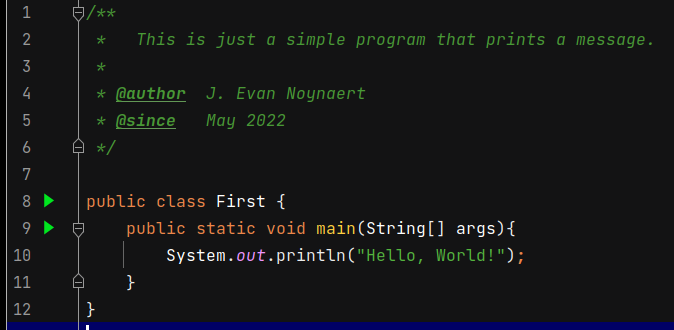 1 /**
2  *   This is just a simple program that prints a message.
3  *
4  * @author  J. Evan Noynaert
5  * @since   May 2022
6  */
7
8 public class First {
9     public static void main(String[] args){
10         System.out.println("Hello, World!");
11     }
12 }